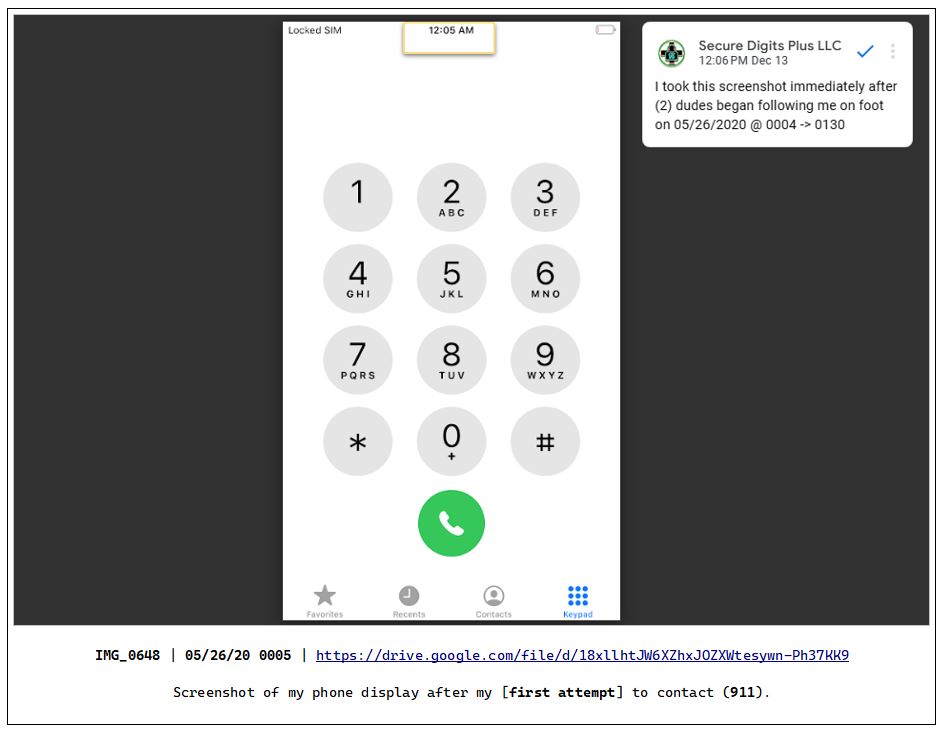 Locked SIM 12:05 AM
Secure Digits Plus LLC
12:06 PM Dec 13
I took this screenshot immediately after
(2) dudes began following me on foot
on 05/26/2020 @ 0004 -> 0130
1 2 3
ABC DEF
4 5 6
GHI JKL MNO
7 8 9
PQRS TUV WXYZ
* 0 #
+
Favorites Recents Contacts Keypad
IMG_0648 | 05/26/20 0005 | https://drive.google.com/file/d/18xllhtJW6XZhxJOZXWtesywn-Ph37KK9
Screenshot of my phone display after my [first attempt] to contact (911).